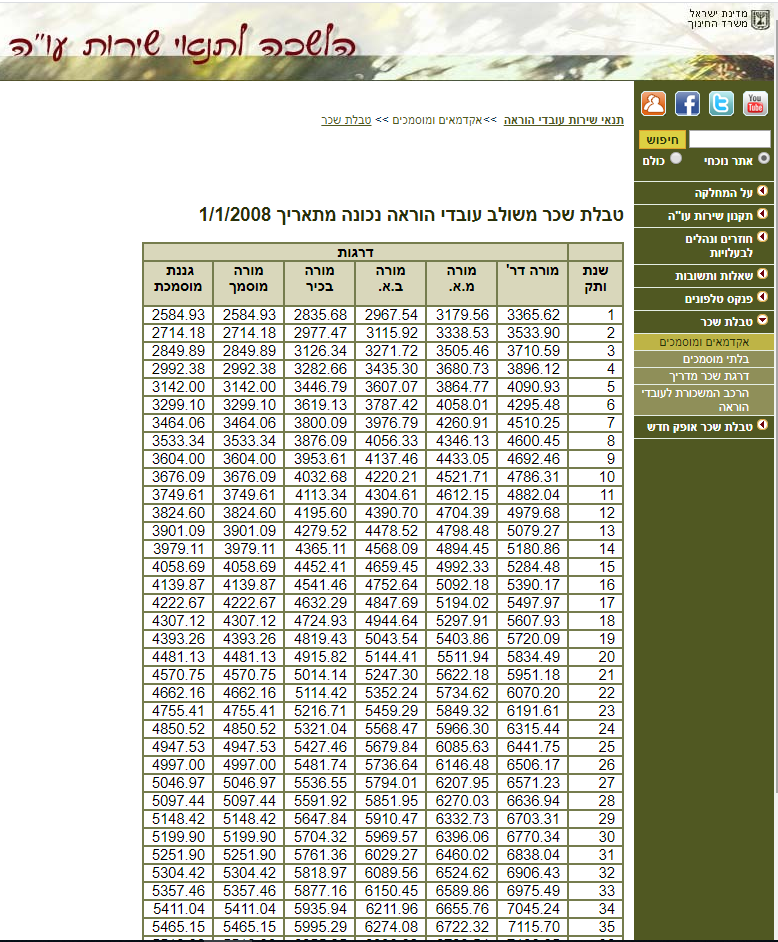 מדינת ישראל
משרד החינוך
הלשכה לתנאי שירות עו"ה
You Tube
חיפוש
אתר נוכחי כולם
על המחלקה
תקנון שירות עו"ה
חוזרים ונהלים
לבעלויות
שאלות ותשובות
פנקס טלפונים
טבלת שכר
אקדמאים ומוסמכים
בלתי מוסמכים
דרגת שכר מדריך
הרכב המשכורת לעובדי
הוראה
טבלת שכר אופק חדש
תנאי שירות עובדי הוראה >>אקדמאים ומוסמכים >> טבלת שכר
טבלת שכר משולב עובדי הוראה נכונה מתאריך 1/1/2008
דרגות
שנת ותק מורה דר' מורה מ.א. מורה ב.א. מורה בכיר מורה מוסמך גננת מוסמכת
1 3365.62 3179.56 2967.54 2835.68 2584.93 2584.93
2 3533.90 3338.53 3115.92 2977.47 2714.18 2714.18
3 3710.59 3505.46 3271.72 3126.34 2849.89 2849.89
4 3896.12 3680.73 3435.30 3282.66 2992.38 2992.38
5 4090.93 3864.77 3607.07 3446.79 3142.00 3142.00
6 4295.48 4058.01 3787.42 3619.13 3299.10 3299.10
7 4510.25 4260.91 3976.79 3800.09 3464.06 3464.06
8 4600.45 4346.13 4056.33 3876.09 3533.34 3533.34
9 4692.46 4433.05 4137.46 3953.61 3604.00 3604.00
10 4786.31 4521.71 4220.21 4032.68 3676.09 3676.09
11 4882.04 4612.15 4304.61 4113.34 3749.61 3749.61
12 4979.68 4704.39 4390.70 4195.60 3824.60 3824.60
13 5079.27 4798.48 4478.52 4279.52 3901.09 3901.09
14 5180.86 4894.45 4568.09 4365.11 3979.11 3979.11
15 5284.48 4992.33 4659.45 4452.41 4058.69 4058.69
16 5390.17 5092.18 4752.64 4541.46 4139.87 4139.87
17 5497.97 5194.02 4847.69 4632.29 4222.67 4222.67
18 5607.93 5297.91 4944.64 4724.93 4307.12 4307.12
19 5720.09 5403.86 5043.54 4819.43 4393.26 4393.26
20 5834.49 5511.94 5144.41 4915.82 4481.13 4481.13
21 5951.18 5622.18 5247.30 5014.14 4570.75 4570.75
22 6070.20 5734.62 5352.24 5114.42 4662.16 4662.16
23 6191.61 5849.32 5459.29 5216.71 4755.41 4755.41
24 6315.44 5966.30 5568.47 5321.04 4850.52 4850.52
25 6441.75 6085.63 5679.84 5427.46 4947.53 4947.53
26 6506.17 6146.48 5736.64 5481.74 4997.00 4997.00
27 6571.23 6207.95 5794.01 5536.55 5046.97 5046.97
28 6636.94 6270.03 5851.95 5591.92 5097.44 5097.44
29 6703.31 6332.73 5910.47 5647.84 5148.42 5148.42
30 6770.34 6396.06 5969.57 5704.32 5199.90 5199.90
31 6838.04 6460.02 6029.27 5761.36 5251.90 5251.90
32 6906.43 6524.62 6089.56 5818.97 5304.42 5304.42
33 6975.49 6589.86 6150.45 5877.16 5357.46 5357.46
34 7045.24 6655.76 6211.96 5935.94 5411.04 5411.04
35 7115.70 6722.32 6274.08 5995.29 5465.15 5465.15